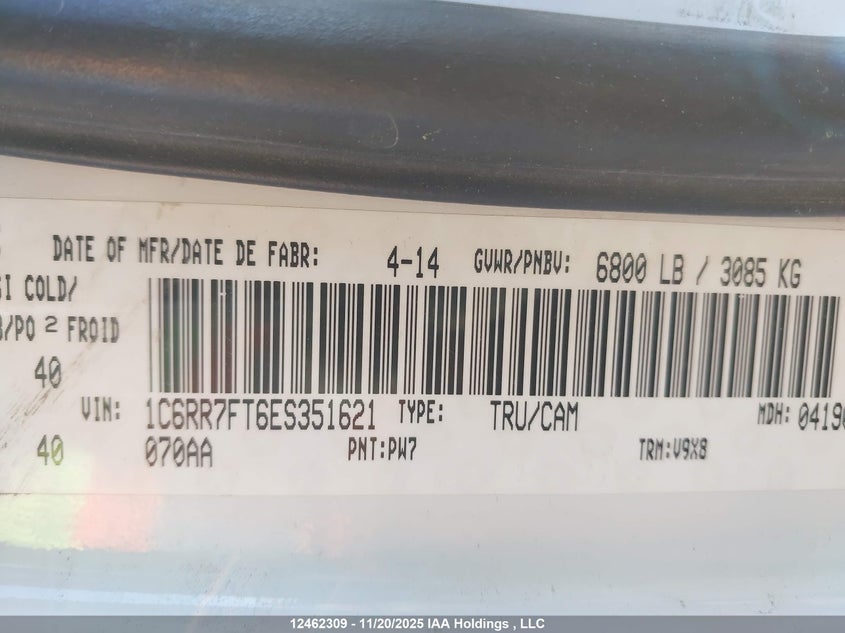 DATE OF MFR/DATE DE FABR: 4-14 GVWR/PNBV: 6800 LB / 3085 KG
SI COLD/
/PO 2 FROID
40
VIN: 1C6RR7FT6ES351621 TYPE: TRU/CAM MDH: 0419
40 070AA PNT:PW7 TRM:V9X8
12462309 - 11/20/2025 IAA Holdings , LLC